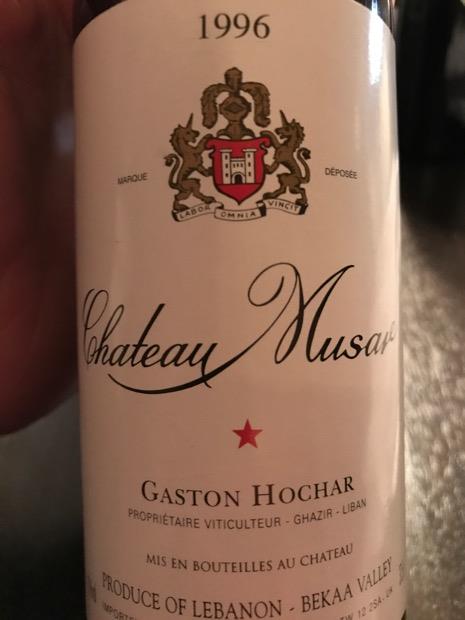 1996
MARQUE DÉPOSÉE
LABOR OMNIA VINCIT
Chateau Musar
GASTON HOCHAR
PROPRIÉTAIRE VITICULTEUR - GHAZIR - LIBAN
MIS EN BOUTEILLES AU CHATEAU
PRODUCE OF LEBANON - BEKAA VALLEY